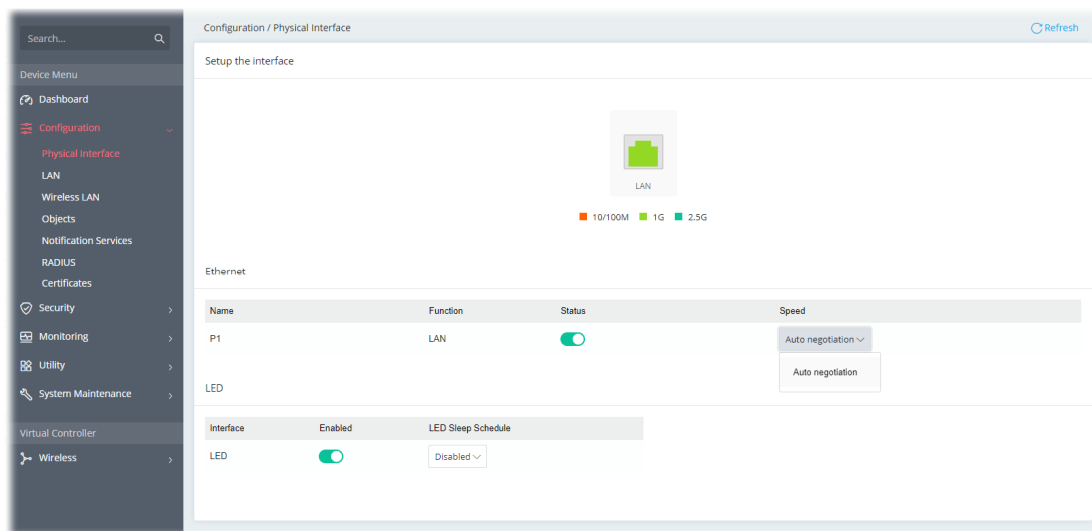 Search...
Device Menu
Dashboard
Configuration
Physical Interface
LAN
Wireless LAN
Objects
Notification Services
RADIUS
Certificates
Security
Monitoring
Utility
System Maintenance
Virtual Controller
Wireless
Configuration / Physical Interface
Refresh
Setup the interface
LAN
10/100M 1G 2.5G
Ethernet
Name Function Status Speed
P1 LAN Auto negotiation
Auto negotiation
LED
Interface Enabled LED Sleep Schedule
LED Disabled